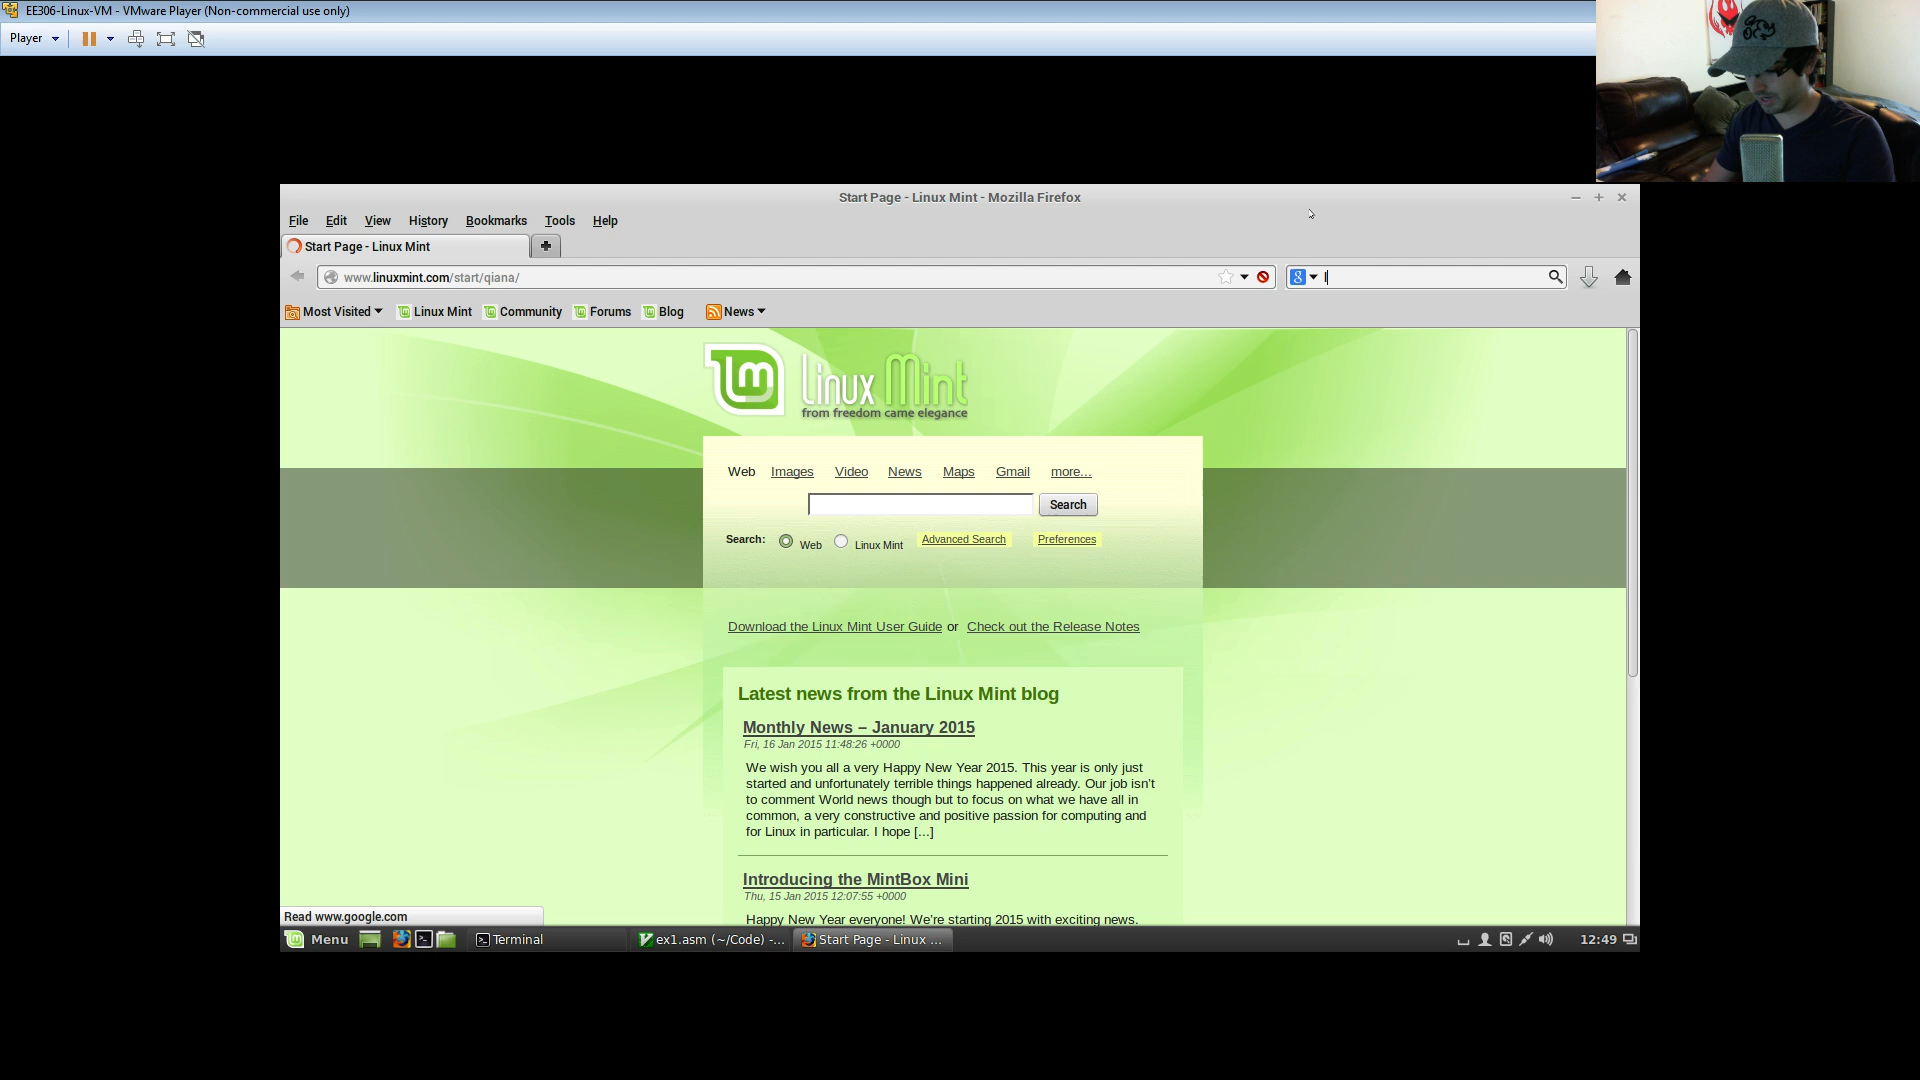 EE306-Linux-VM - VMware Player (Non-commercial use only)
Player
Start Page - Linux Mint - Mozilla Firefox
File Edit View History Bookmarks Tools Help
Start Page - Linux Mint
www.linuxmint.com/start/qiana/
Most Visited Linux Mint Community Forums Blog News
Linux Mint
from freedom came elegance
Web Images Video News Maps Gmail more...
Search
Search: Web Linux Mint Advanced Search Preferences
Download the Linux Mint User Guide or Check out the Release Notes
Latest news from the Linux Mint blog
Monthly News – January 2015
Fri, 16 Jan 2015 11:48:26 +0000
We wish you all a very Happy New Year 2015. This year is only just
started and unfortunately terrible things happened already. Our job isn't
to comment World news though but to focus on what we have all in
common, a very constructive and positive passion for computing and
for Linux in particular. I hope [...]
Introducing the MintBox Mini
Thu, 15 Jan 2015 12:07:55 +0000
Happy New Year everyone! We're starting 2015 with exciting news.
Read www.google.com
Menu Terminal ex1.asm (~/Code) -... Start Page - Linux ... 12:49